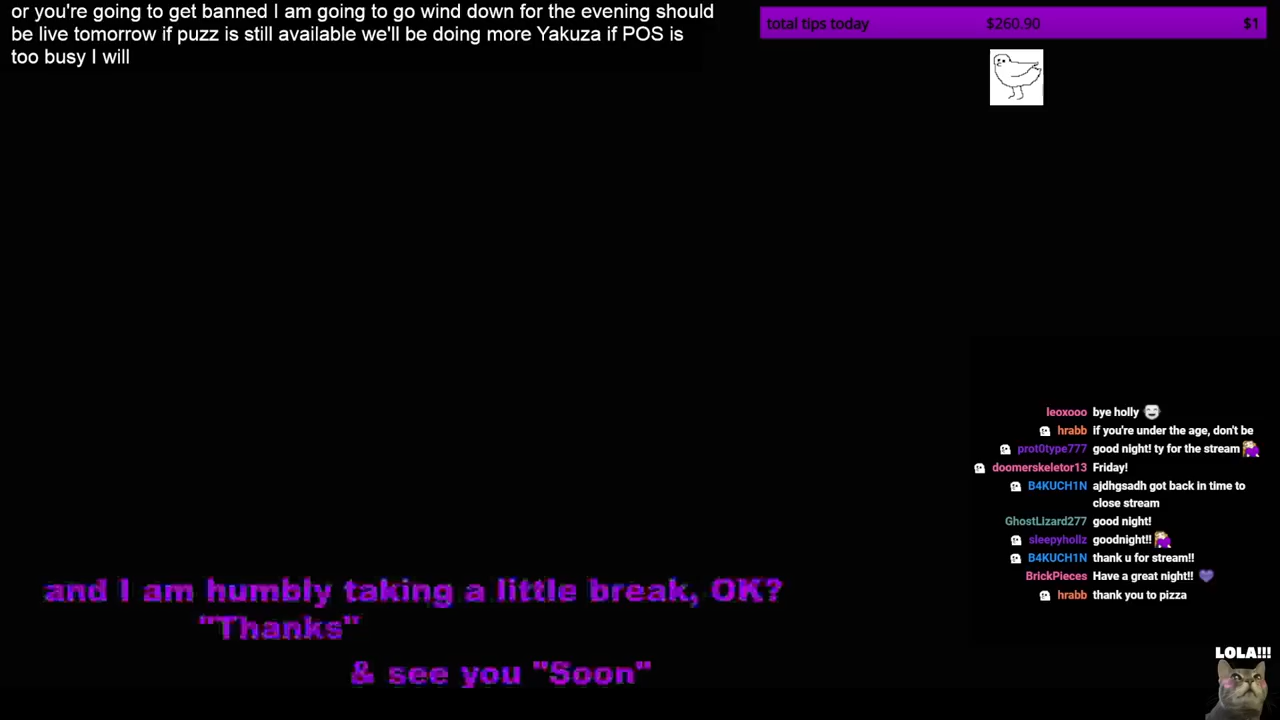 or you're going to get banned I am going to go wind down for the evening should
be live tomorrow if puzz is still available we'll be doing more Yakuza if POS is
too busy I will
total tips today $260.90 $1
leoxooo bye holly
hrabb if you're under the age, don't be
prot0type777 good night! ty for the stream
doomerskeletor13 Friday!
B4KUCH1N ajdhgsadh got back in time to
close stream
GhostLizard277 good night!
sleepyhollz goodnight!!
B4KUCH1N thank u for stream!!
BrickPieces Have a great night!!
hrabb thank you to pizza
and I am humbly taking a little break, OK?
"Thanks"
& see you "Soon"
LOLA!!!